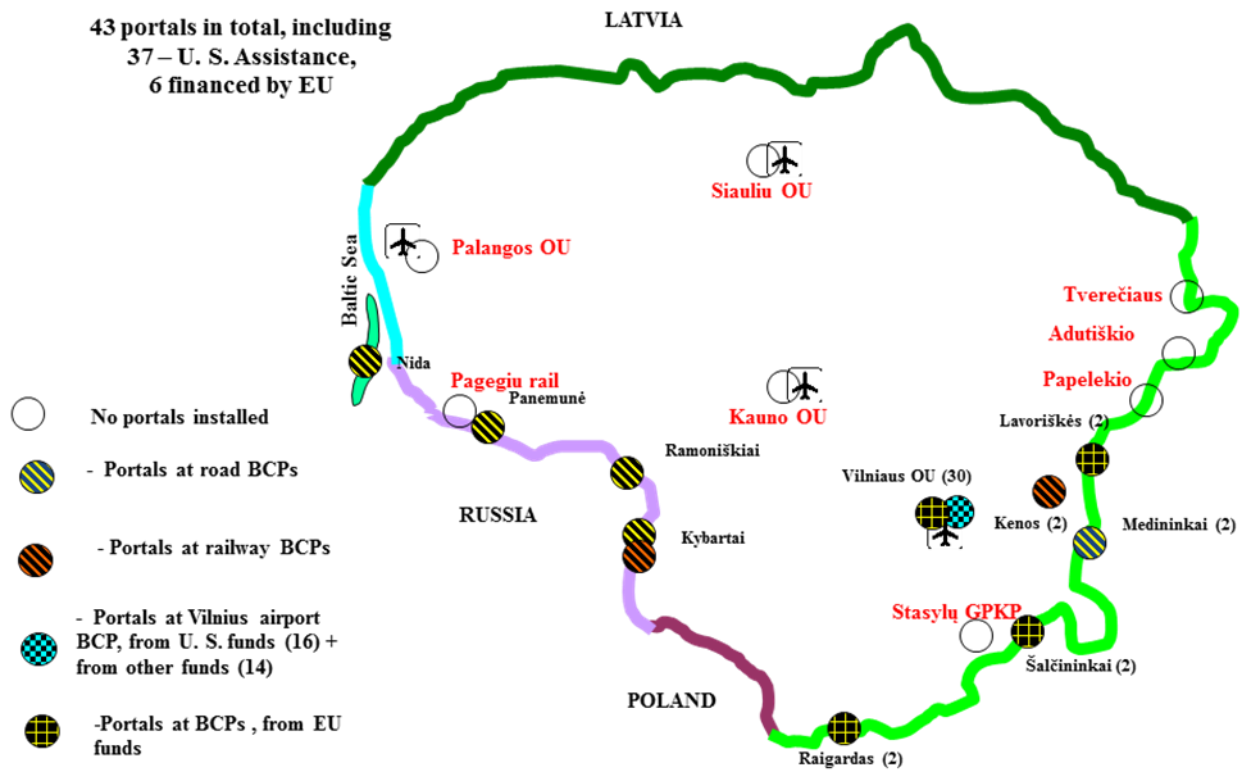 43 portals in total, including
37 – U. S. Assistance,
6 financed by EU
LATVIA
Siauliu OU
Palangos OU
Baltic Sea
Tverečiaus
Adutiškio
Nida
Pagegiu rail
Papelekio
Panemunė
Kauno OU
No portals installed
Lavoriškės (2)
Ramoniškiai
- Portals at road BCPs
Vilniaus OU (30)
RUSSIA
Kenos (2)
Medininkai (2)
Kybartai
- Portals at railway BCPs
Stasylų GPKP
- Portals at Vilnius airport
BCP, from U. S. funds (16) +
from other funds (14)
Šalčininkai (2)
POLAND
-Portals at BCPs , from EU
funds
Raigardas (2)